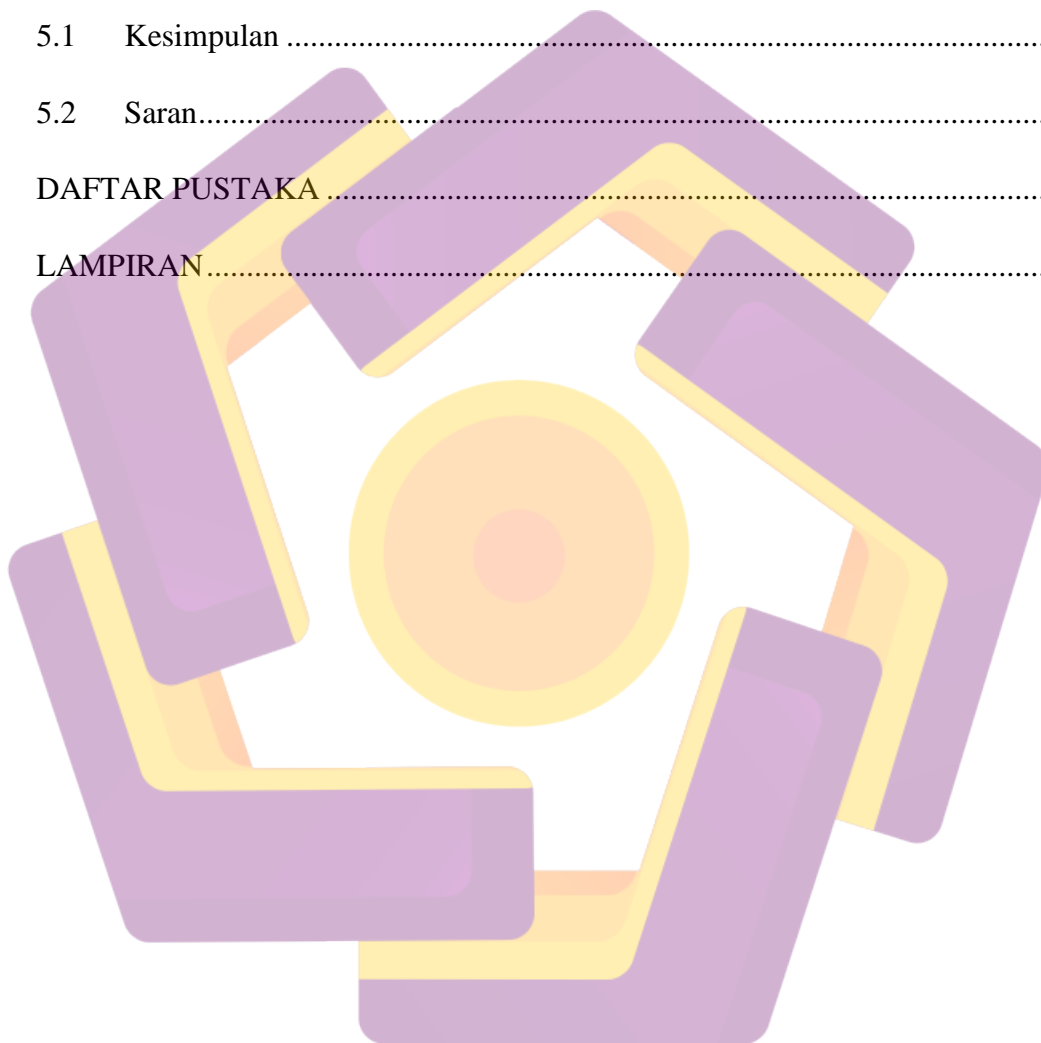 5.1 Kesimpulan ..............................................................................................
5.2 Saran.........................................................................................................
DAFTAR PUSTAKA .........................................................................................
LAMPIRAN........................................................................................................